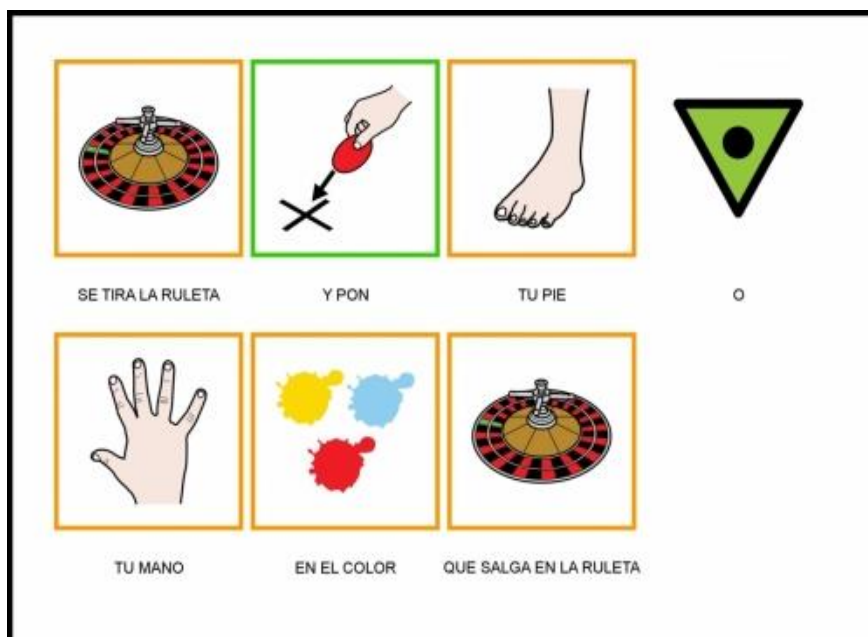 SE TIRA LA RULETA
Y PON
TU PIE
O
TU MANO
EN EL COLOR
QUE SALGA EN LA RULETA